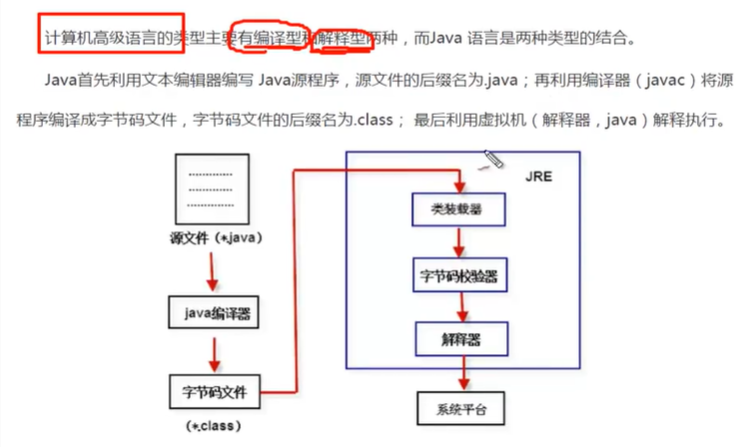 计算机高级语言的类型主要有编译型和解释型两种，而Java 语言是两种类型的结合。
Java首先利用文本编辑器编写 Java源程序，源文件的后缀名为.java；再利用编译器（javac）将源
程序编译成字节码文件，字节码文件的后缀名为.class； 最后利用虚拟机（解释器，java）解释执行。
JRE
类装载器
源文件（*.java）
字节码校验器
java编译器
解释器
字节码文件
系统平台
（*.class）